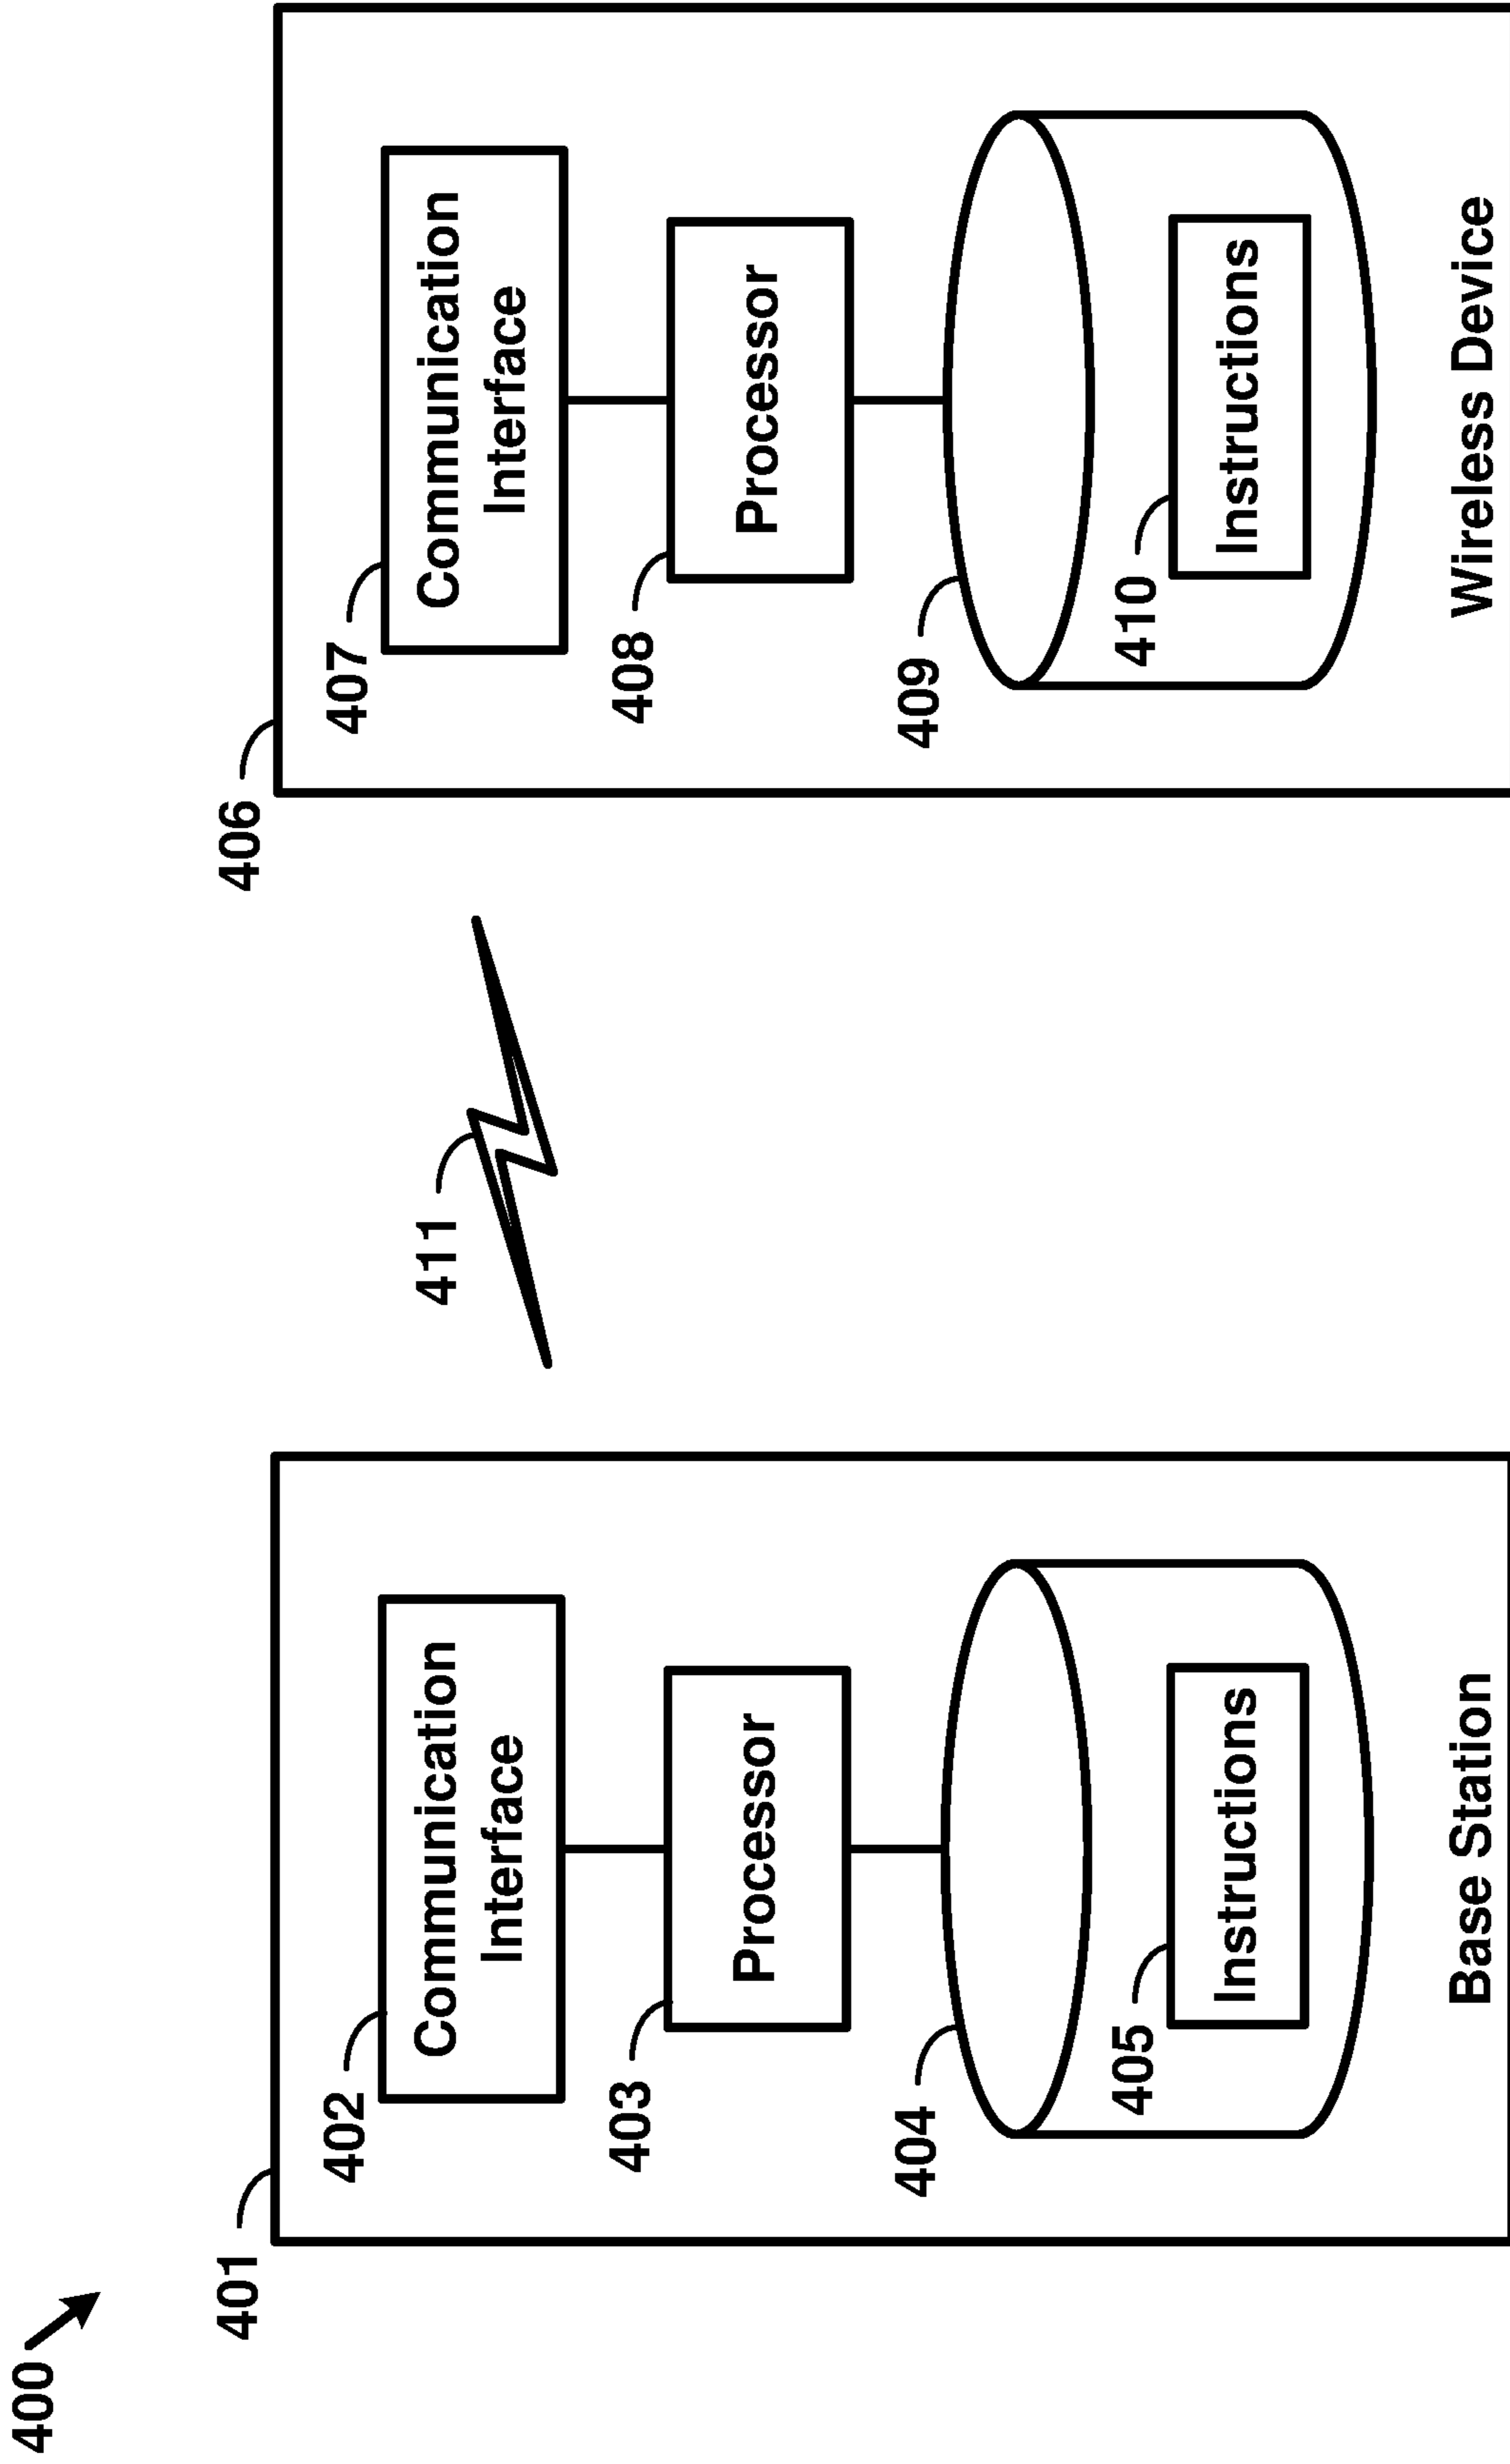 400
401
402
Communication
Interface
403
Processor
404
405
Instructions
Base Station
411
406
407
Communication
Interface
408
Processor
409
410
Instructions
Wireless Device